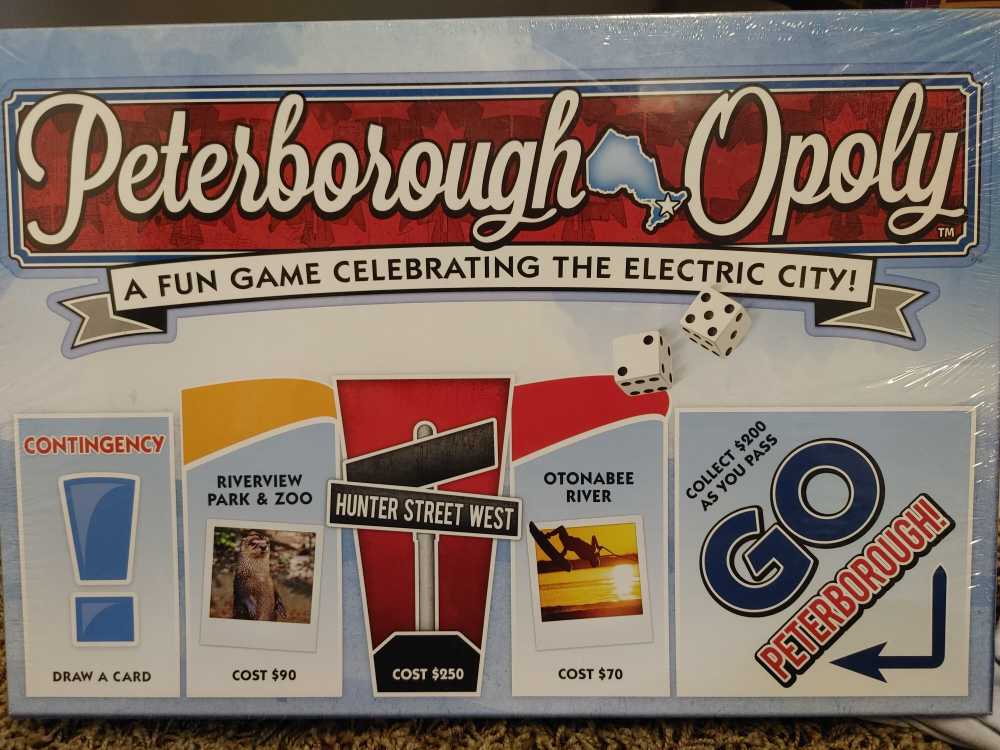 Peterborough Opoly
TM
A FUN GAME CELEBRATING THE ELECTRIC CITY!
CONTINGENCY
!
DRAW A CARD
RIVERVIEW
PARK & ZOO
COST $90
HUNTER STREET WEST
COST $250
OTONABEE
RIVER
COST $70
COLLECT $200
AS YOU PASS
GO
PETERBOROUGH!